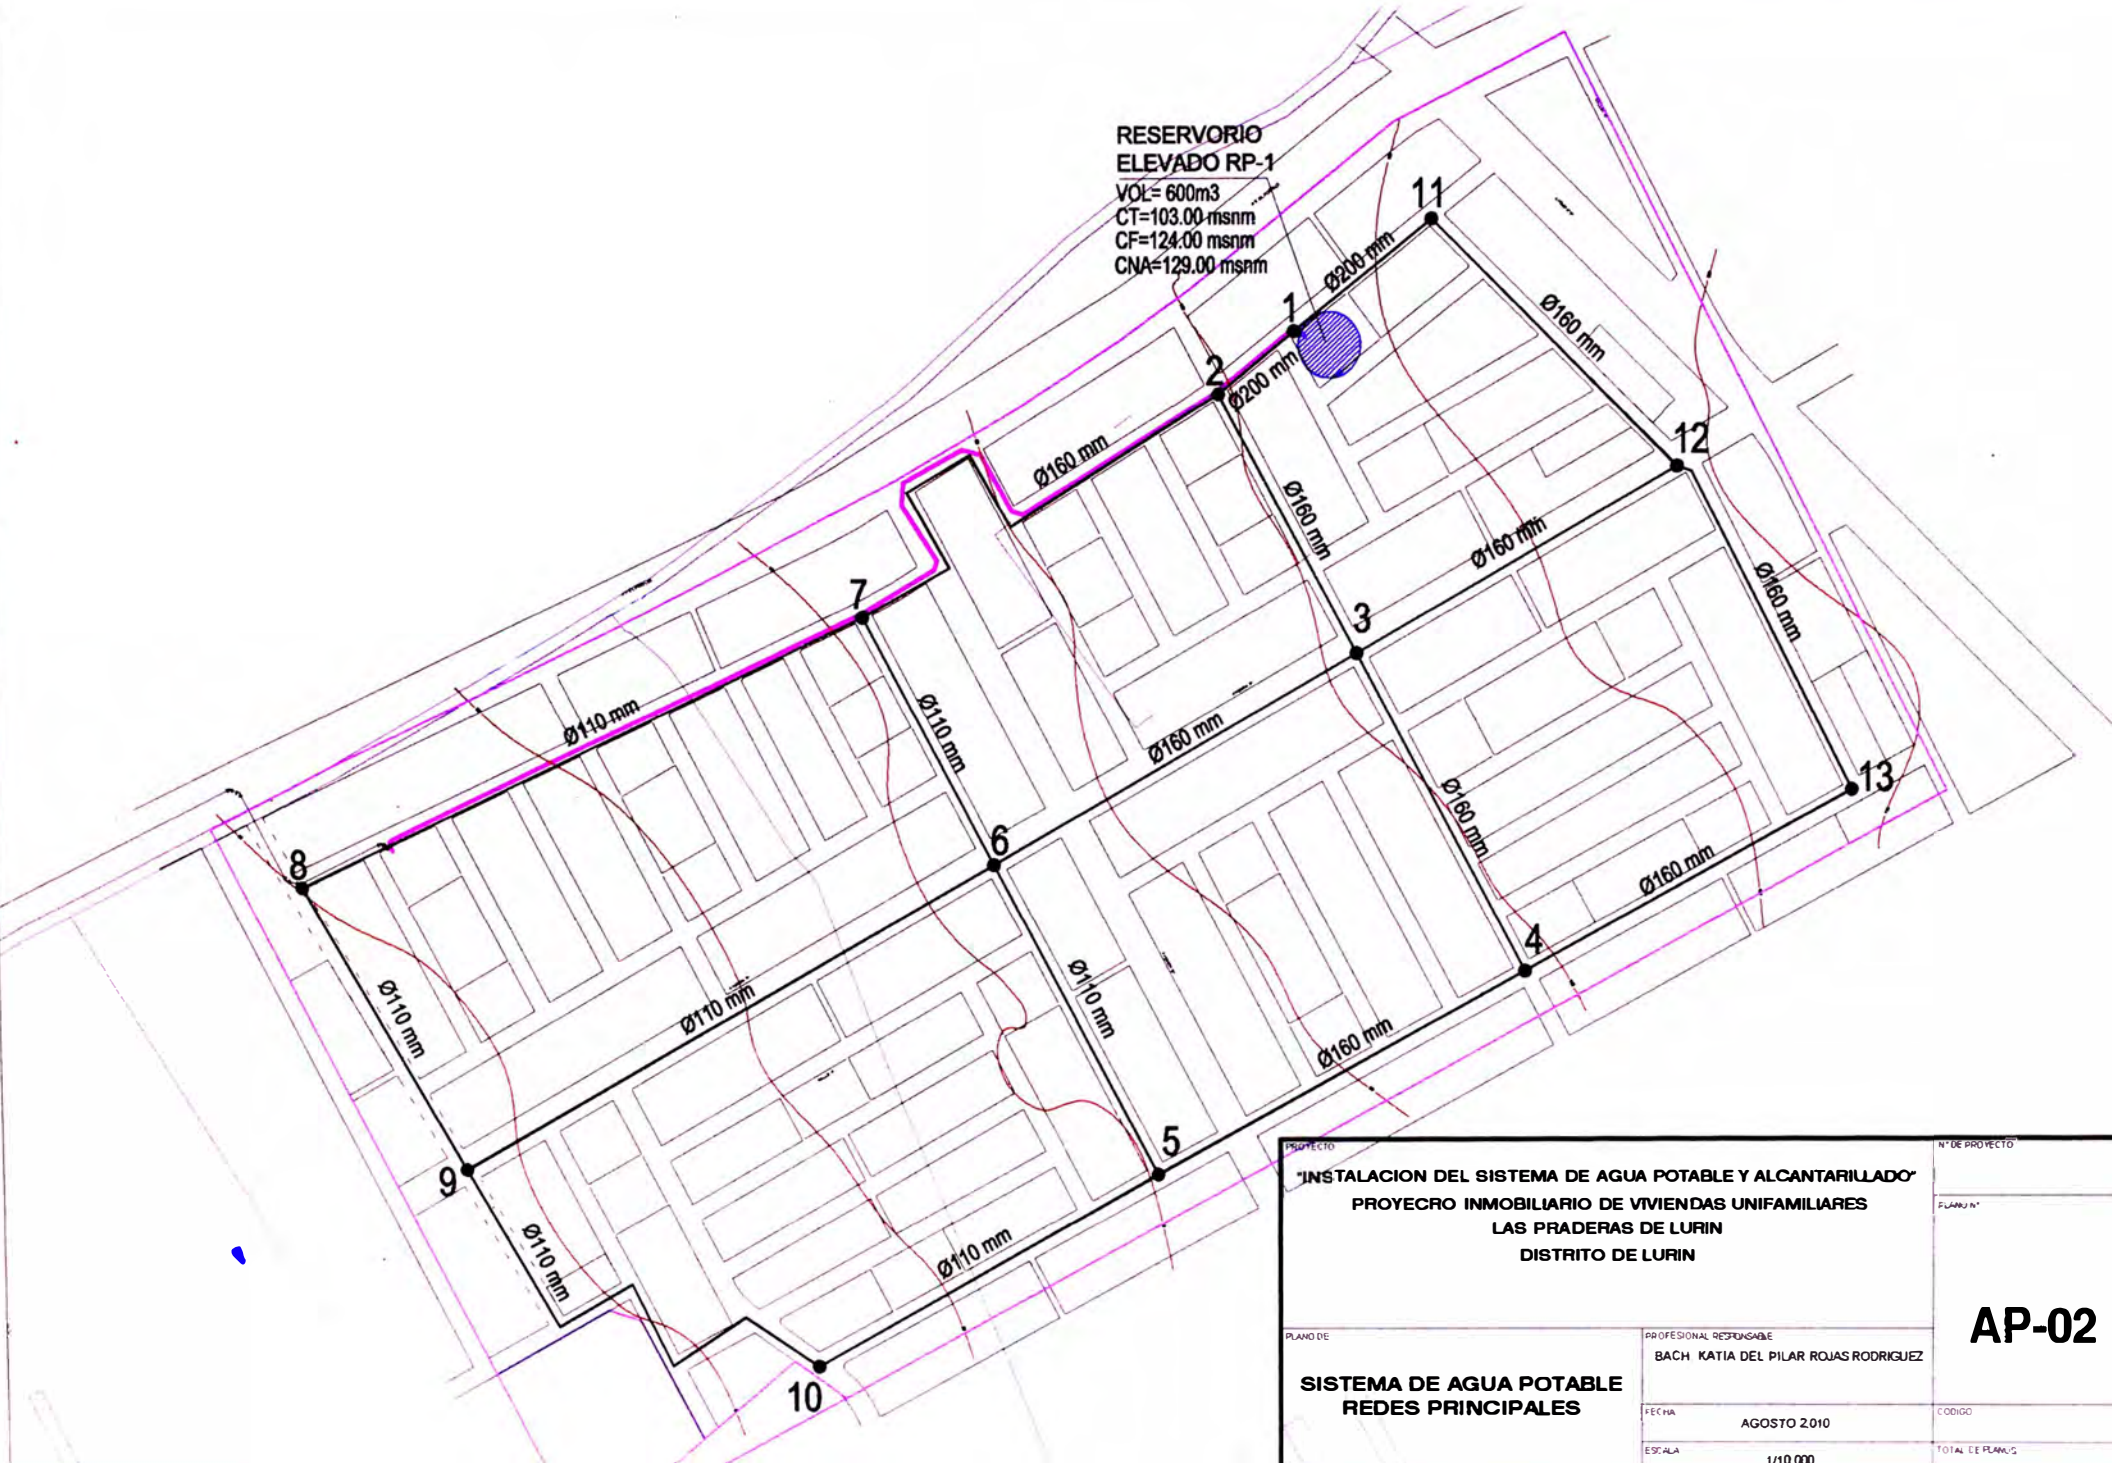 RESERVORIO
ELEVADO RP-1
VOL= 600m3
CT=103.00 msnm
CF=124.00 msnm
CNA=129.00 msnm
11
Ø200 mm
1
Ø160 mm
2
Ø200 mm
12
Ø160 mm
Ø160 mm
Ø160 mm
Ø160 mm
7
3
Ø110 mm
Ø110 mm
Ø160 mm
Ø160 mm
13
6
8
Ø160 mm
4
Ø110 mm
Ø110 mm
Ø110 mm
Ø160 mm
5
9
Ø110 mm
Ø110 mm
10
PROYECTO
"INSTALACION DEL SISTEMA DE AGUA POTABLE Y ALCANTARILLADO"
PROYECRO INMOBILIARIO DE VIVIENDAS UNIFAMILIARES
LAS PRADERAS DE LURIN
DISTRITO DE LURIN
N° DE PROYECTO
PLANO N°
AP-02
PLANO DE
SISTEMA DE AGUA POTABLE
REDES PRINCIPALES
PROFESIONAL RESPONSABLE
BACH KATIA DEL PILAR ROJAS RODRIGUEZ
FECHA
AGOSTO 2010
CODIGO
ESCALA
1/10,000
TOTAL DE PLANOS